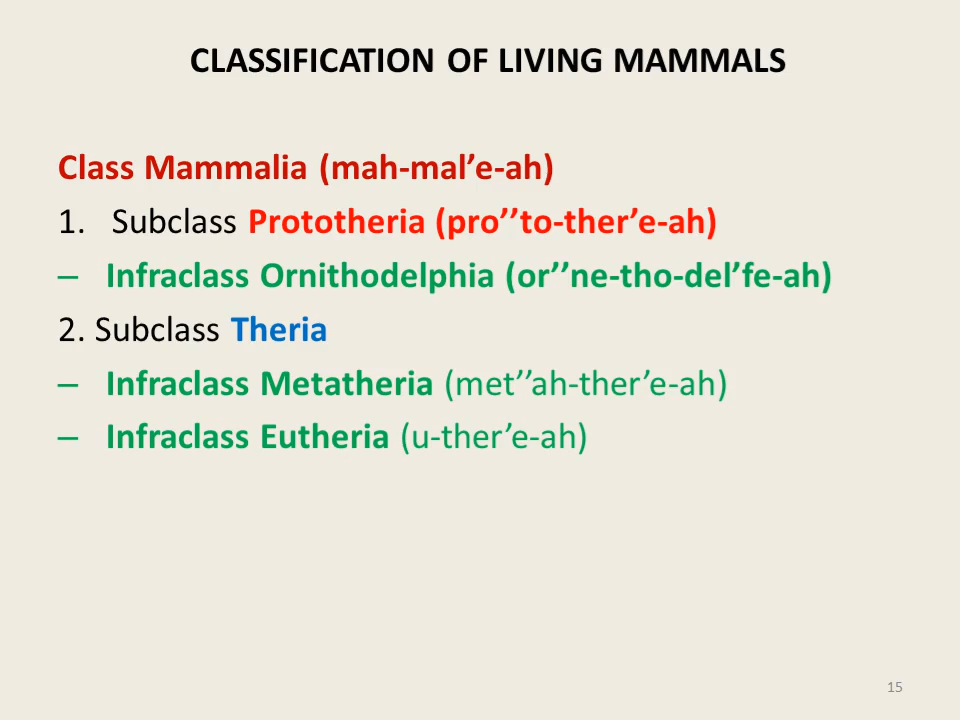 CLASSIFICATION OF LIVING MAMMALS
Class Mammalia (mah-mal’e-ah)
1. Subclass Prototheria (pro’’to-ther’e-ah)
– Infraclass Ornithodelphia (or’’ne-tho-del’fe-ah)
2. Subclass Theria
– Infraclass Metatheria (met’’ah-ther’e-ah)
– Infraclass Eutheria (u-ther’e-ah)
15